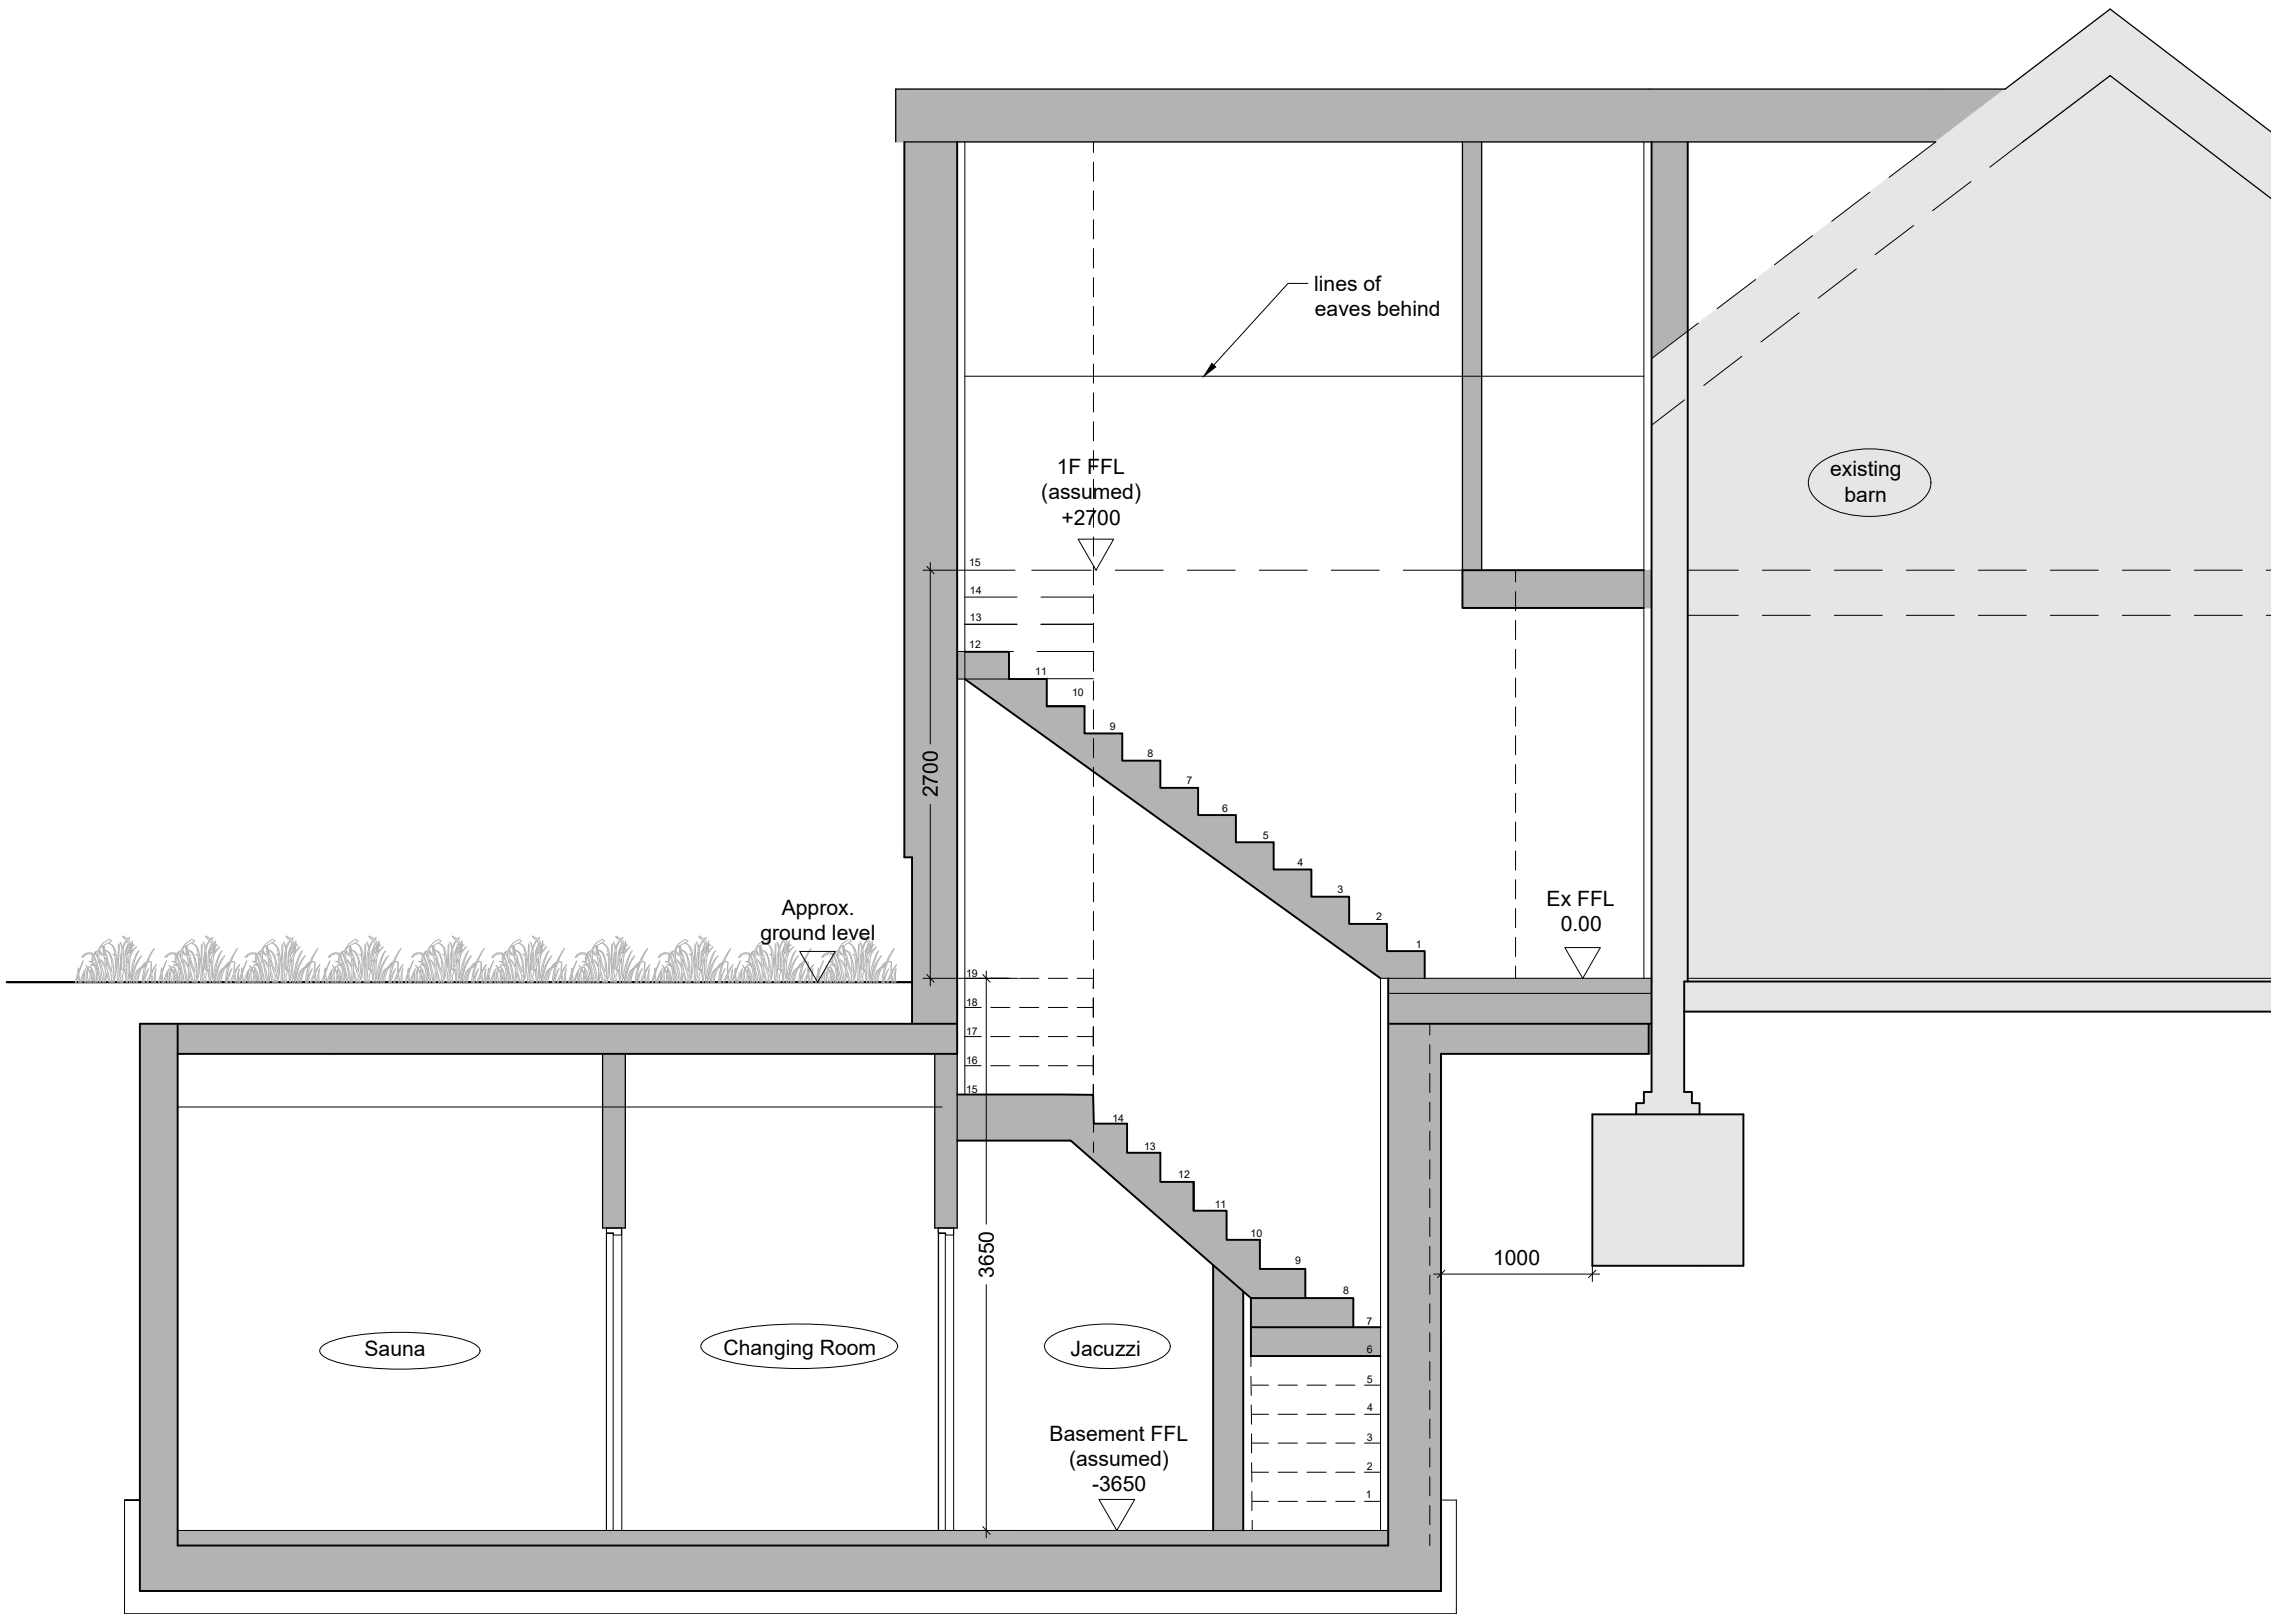 lines of
eaves behind
1F FFL
(assumed)
+2700
existing
barn
15
14
13
12
11
10
9
8
7
6
5
4
3
2
1
2700
Approx.
ground level
Ex FFL
0.00
19
18
17
16
15
14
13
12
11
10
9
8
7
6
5
4
3
2
1
3650
1000
Sauna
Changing Room
Jacuzzi
Basement FFL
(assumed)
-3650